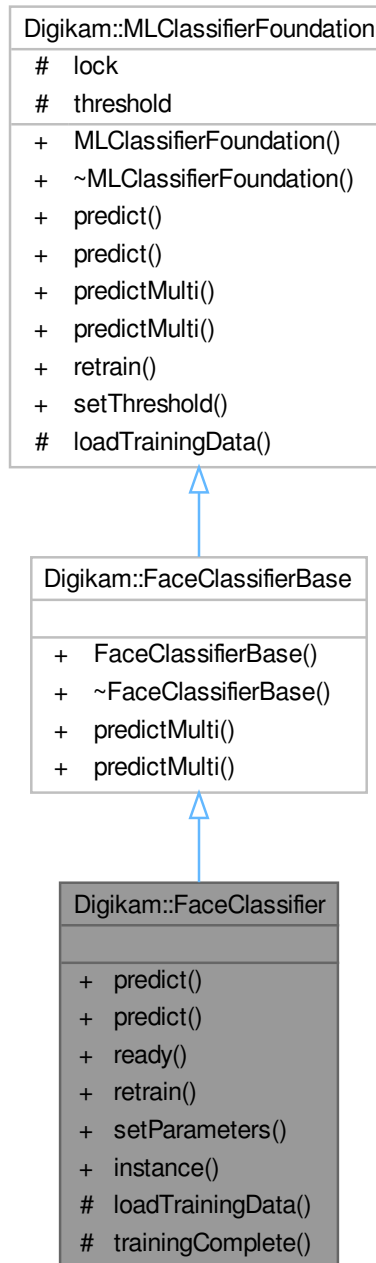 Digikam::MLClassifierFoundation
# lock
# threshold
+ MLClassifierFoundation()
+ ~MLClassifierFoundation()
+ predict()
+ predict()
+ predictMulti()
+ predictMulti()
+ retrain()
+ setThreshold()
# loadTrainingData()
Digikam::FaceClassifierBase
+ FaceClassifierBase()
+ ~FaceClassifierBase()
+ predictMulti()
+ predictMulti()
Digikam::FaceClassifier
+ predict()
+ predict()
+ ready()
+ retrain()
+ setParameters()
+ instance()
# loadTrainingData()
# trainingComplete()